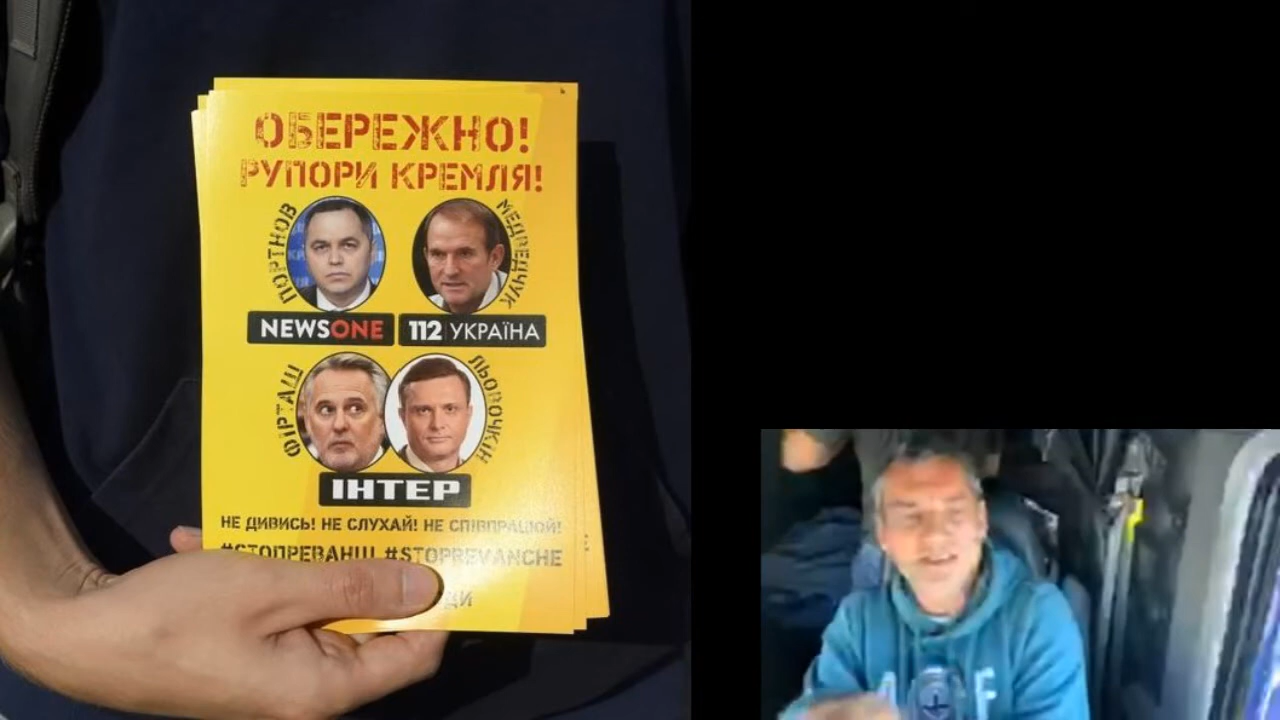 ОБЕРЕЖНО!
РУПОРИ КРЕМЛЯ!
ПОРТНОВ
МЕДВЕДЧУК
NEWSONE
112 УКРАЇНА
ФІРТАШ
ЛЬОВОЧКІН
ІНТЕР
НЕ ДИВИСЬ! НЕ СЛУХАЙ! НЕ СПІВПРАЦЮЙ!
#СТОПРЕВАНШ #STOPREVANCHE